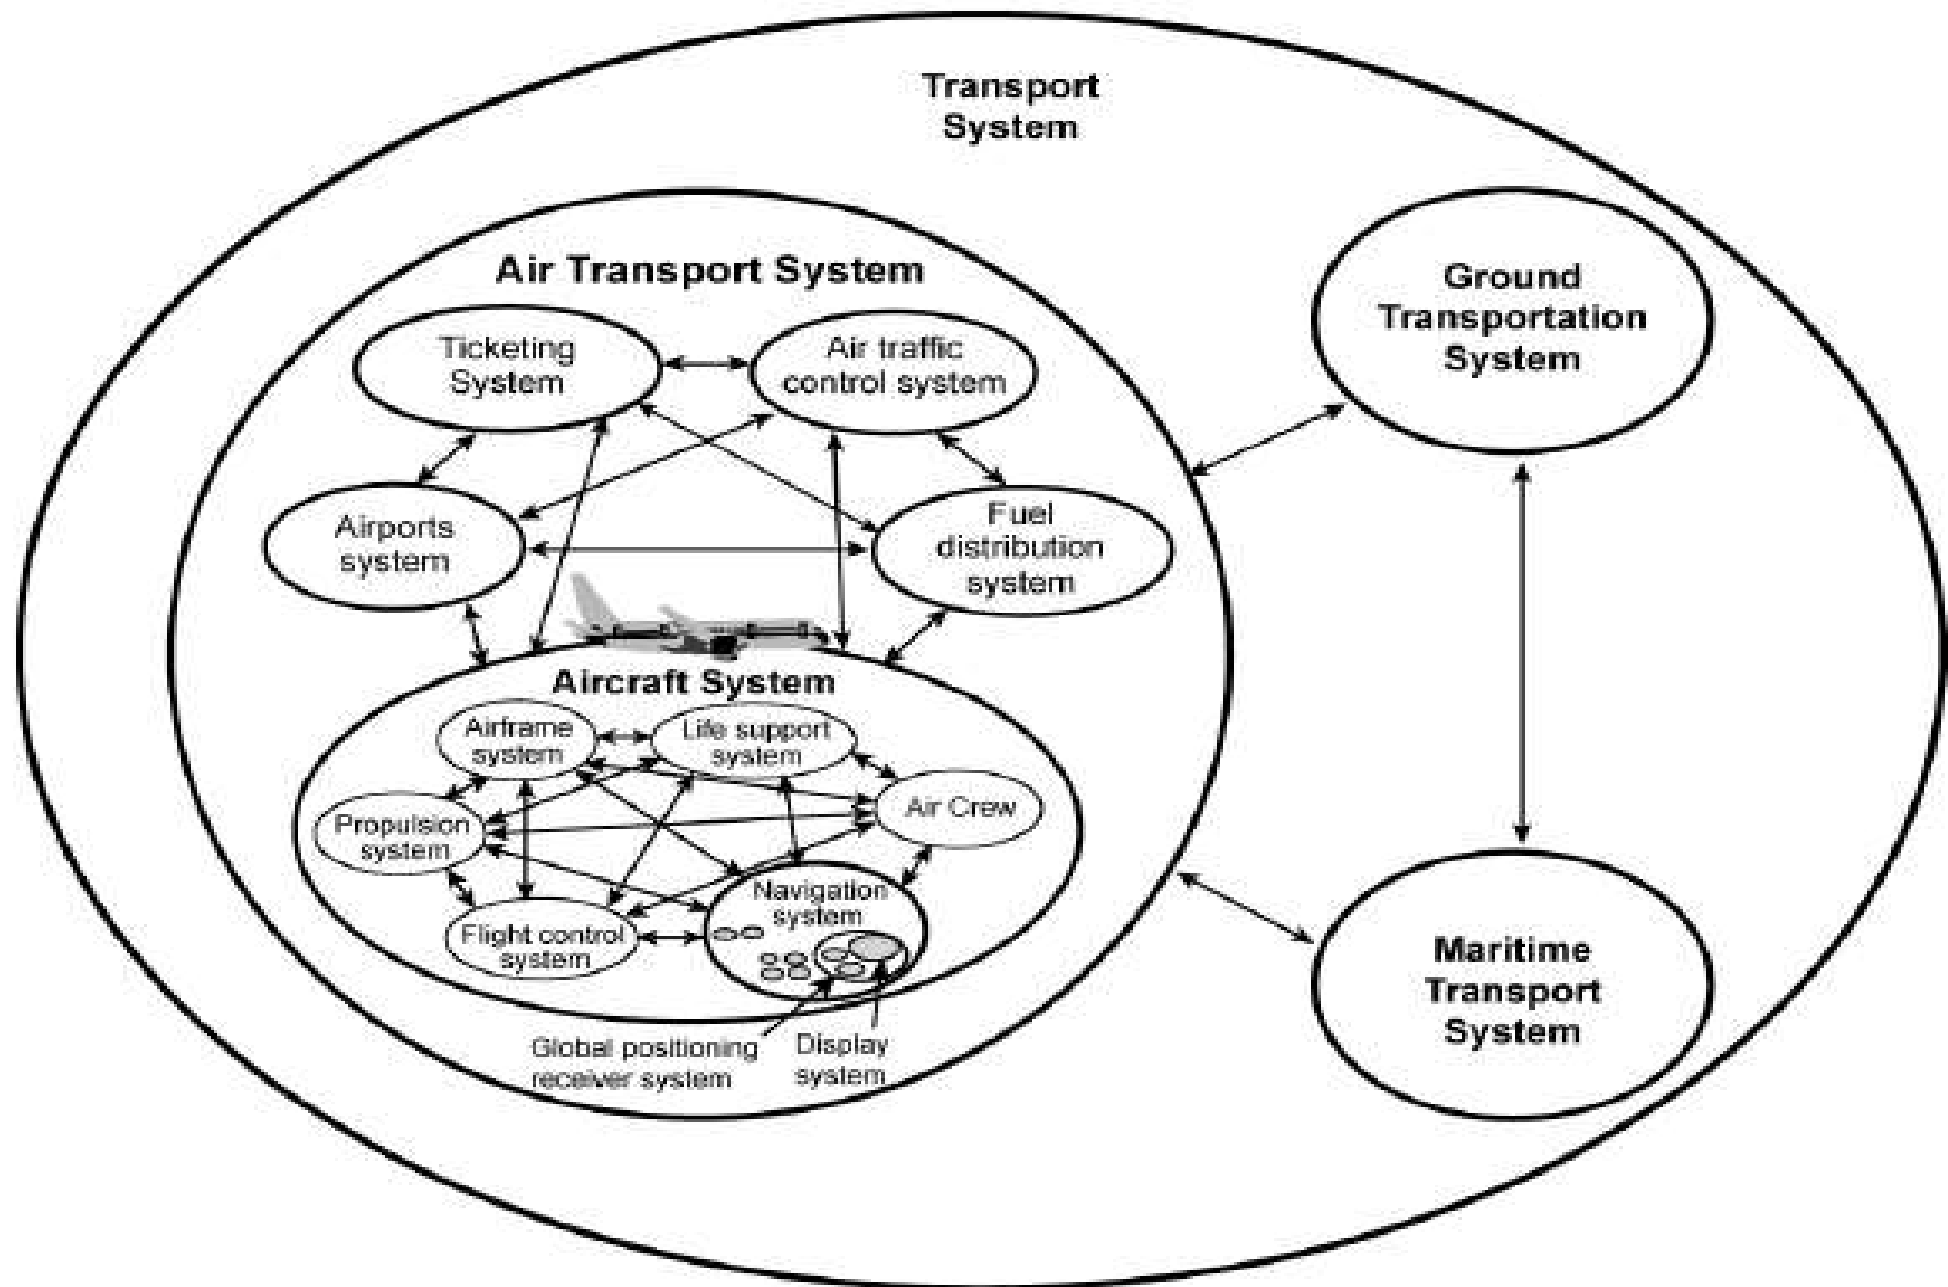 Transport
System
Air Transport System
Ground
Transportation
System
Ticketing
System
Air traffic
control system
Airports
system
Fuel
distribution
system
Aircraft System
Airframe
system
Life support
system
Air Crew
Propulsion
system
Navigation
system
Flight control
system
Maritime
Transport
System
Global positioning
receiver system
Display
system